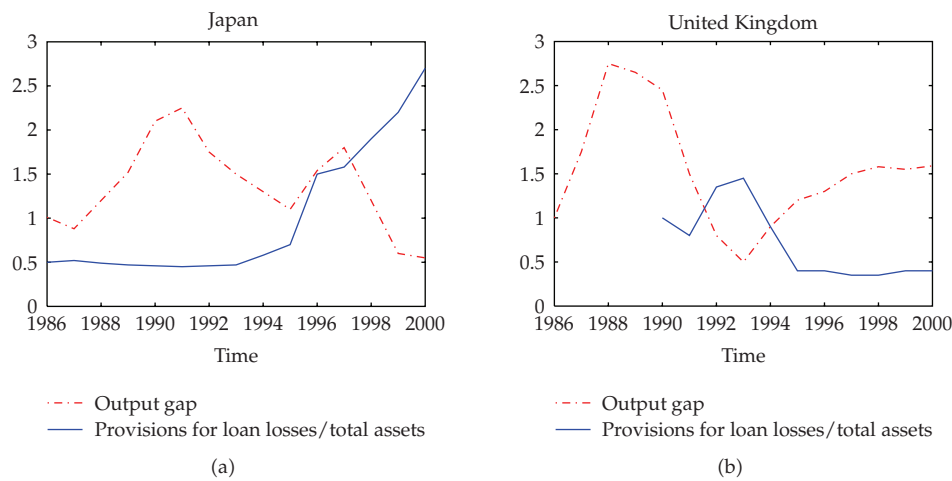 Japan
3
2.5
2
1.5
1
0.5
0
1986 1988 1990 1992 1994 1996 1998 2000
Time
Output gap
Provisions for loan losses/total assets
(a)
United Kingdom
3
2.5
2
1.5
1
0.5
0
1986 1988 1990 1992 1994 1996 1998 2000
Time
Output gap
Provisions for loan losses/total assets
(b)